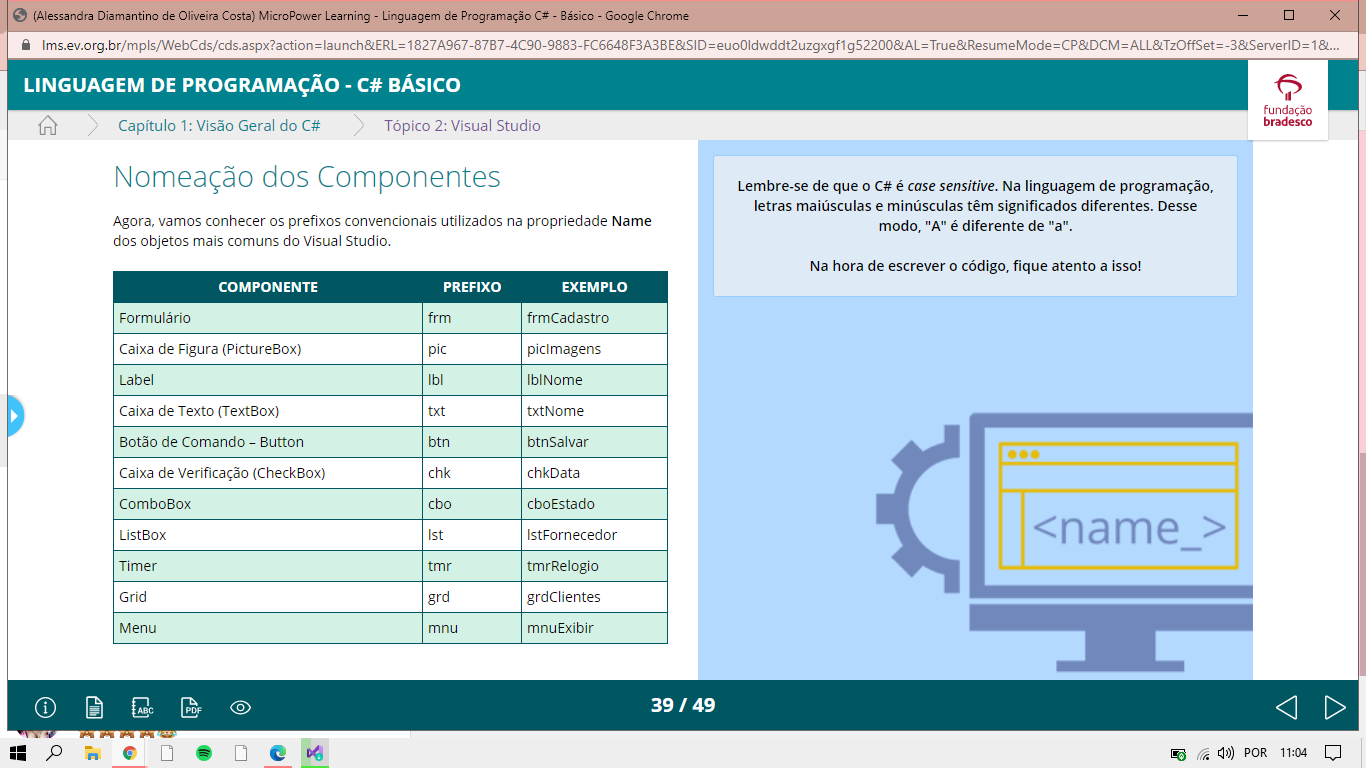 (Alessandra Diamantino de Oliveira Costa) MicroPower Learning - Linguagem de Programação C# - Básico - Google Chrome
lms.ev.org.br/mpls/WebCds/cds.aspx?action=launch&ERL=1827A967-87B7-4C90-9883-FC6648F3A3BE&SID=euo0ldwddt2uzgxgf1g52200&AL=True&ResumeMode=CP&DCM=ALL&TzOffSet=-3&ServerID=1&...
LINGUAGEM DE PROGRAMAÇÃO - C# BÁSICO
fundação
bradesco
Capítulo 1: Visão Geral do C# Tópico 2: Visual Studio
Nomeação dos Componentes
Agora, vamos conhecer os prefixos convencionais utilizados na propriedade Name
dos objetos mais comuns do Visual Studio.
COMPONENTE PREFIXO EXEMPLO
Formulário frm frmCadastro
Caixa de Figura (PictureBox) pic picImagens
Label lbl lblNome
Caixa de Texto (TextBox) txt txtNome
Botão de Comando – Button btn btnSalvar
Caixa de Verificação (CheckBox) chk chkData
ComboBox cbo cboEstado
ListBox lst lstFornecedor
Timer tmr tmrRelogio
Grid grd grdClientes
Menu mnu mnuExibir
Lembre-se de que o C# é case sensitive. Na linguagem de programação,
letras maiúsculas e minúsculas têm significados diferentes. Desse
modo, "A" é diferente de "a".
Na hora de escrever o código, fique atento a isso!
<name_>
ABC
PDF
39 / 49
POR 11:04